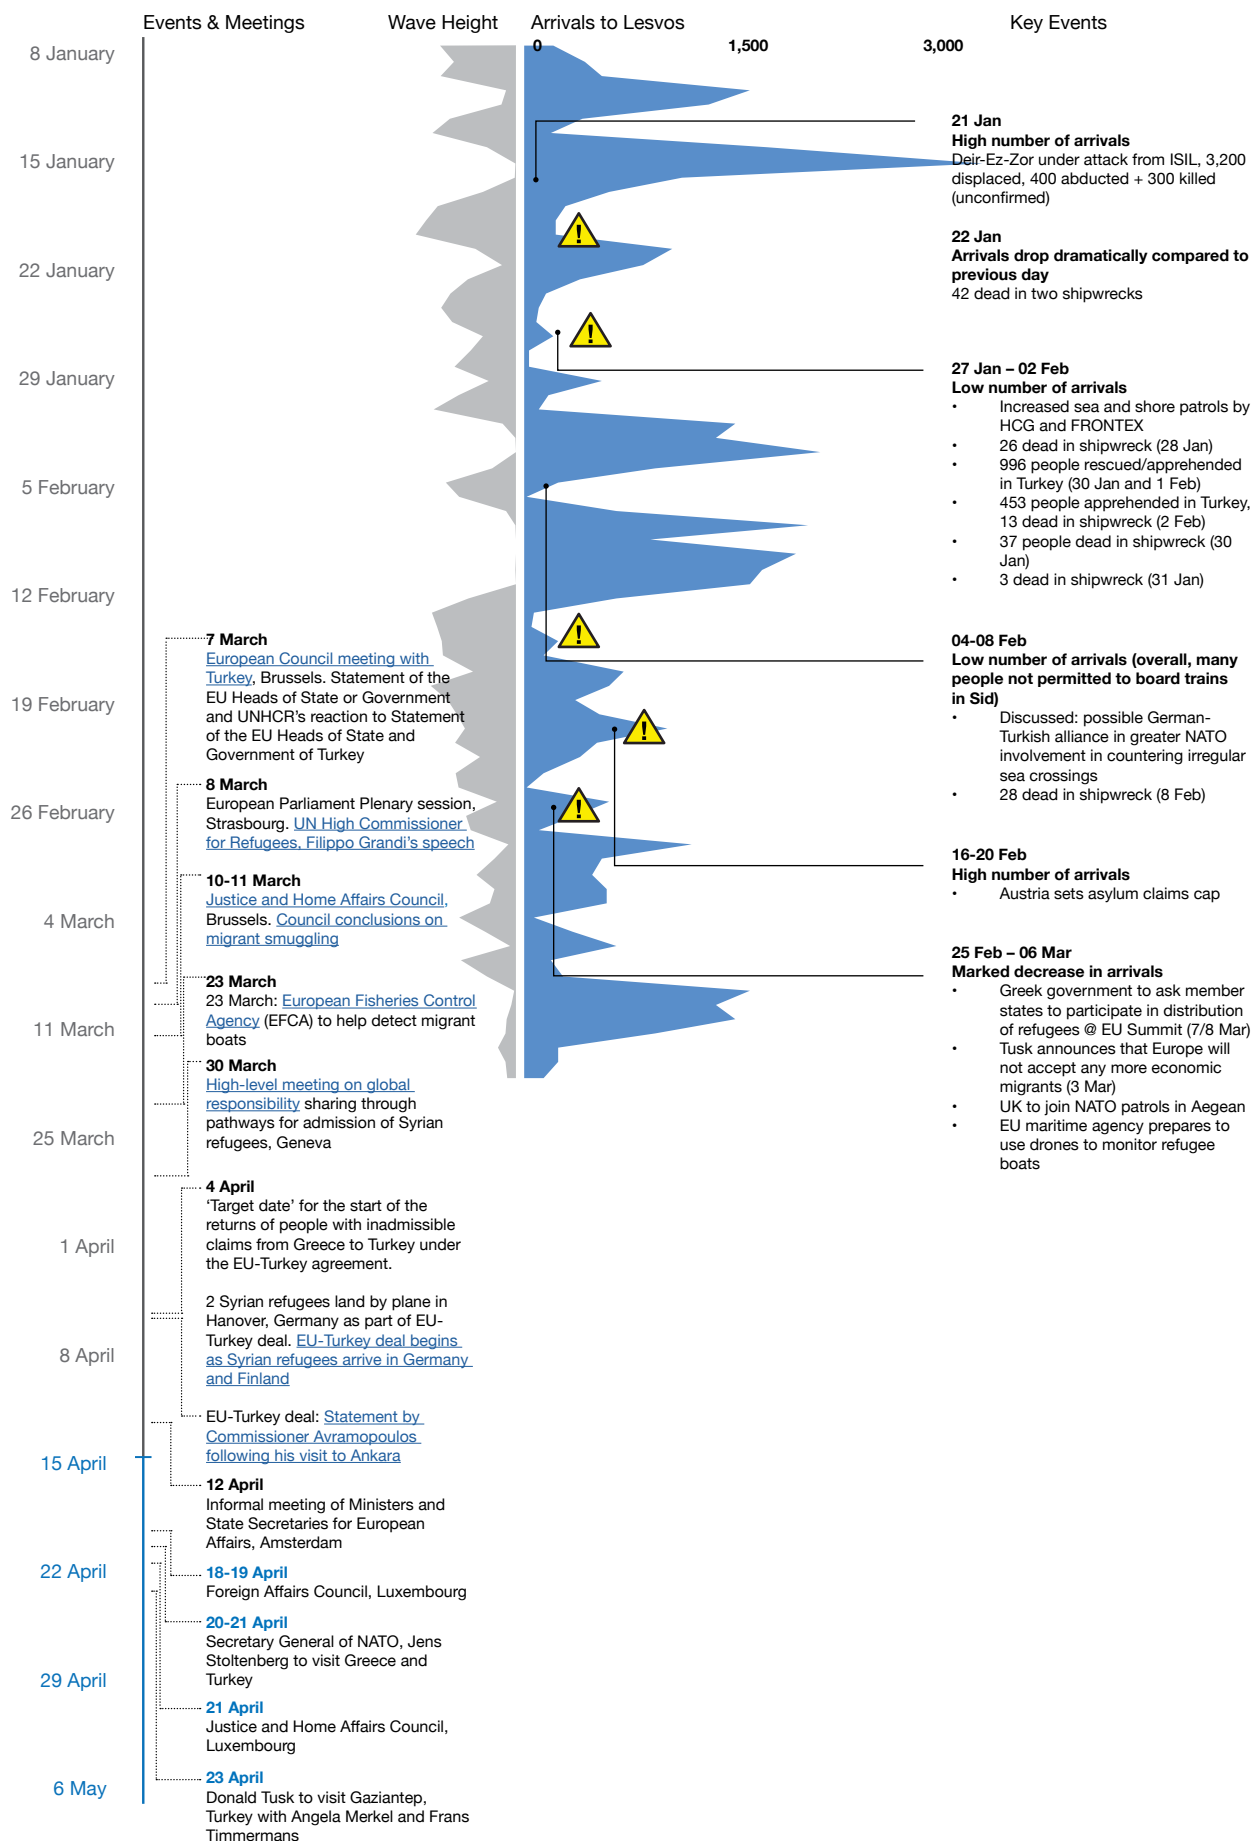 Events & Meetings
Wave Height
Arrivals to Lesvos
Key Events
0
1,500
3,000
8 January
15 January
22 January
29 January
5 February
12 February
19 February
26 February
4 March
11 March
25 March
1 April
8 April
15 April
22 April
29 April
6 May
7 March
European Council meeting with
Turkey, Brussels. Statement of the
EU Heads of State or Government
and UNHCR's reaction to Statement
of the EU Heads of State and
Government of Turkey
8 March
European Parliament Plenary session,
Strasbourg. UN High Commissioner
for Refugees, Filippo Grandi's speech
10-11 March
Justice and Home Affairs Council,
Brussels. Council conclusions on
migrant smuggling
23 March
23 March: European Fisheries Control
Agency (EFCA) to help detect migrant
boats
30 March
High-level meeting on global
responsibility sharing through
pathways for admission of Syrian
refugees, Geneva
4 April
‘Target date’ for the start of the
returns of people with inadmissible
claims from Greece to Turkey under
the EU-Turkey agreement.
2 Syrian refugees land by plane in
Hanover, Germany as part of EU-
Turkey deal. EU-Turkey deal begins
as Syrian refugees arrive in Germany
and Finland
EU-Turkey deal: Statement by
Commissioner Avramopoulos
following his visit to Ankara
12 April
Informal meeting of Ministers and
State Secretaries for European
Affairs, Amsterdam
18-19 April
Foreign Affairs Council, Luxembourg
20-21 April
Secretary General of NATO, Jens
Stoltenberg to visit Greece and
Turkey
21 April
Justice and Home Affairs Council,
Luxembourg
23 April
Donald Tusk to visit Gaziantep,
Turkey with Angela Merkel and Frans
Timmermans
!
!
!
!
!
21 Jan
High number of arrivals
Deir-Ez-Zor under attack from ISIL, 3,200
displaced, 400 abducted + 300 killed
(unconfirmed)
22 Jan
Arrivals drop dramatically compared to
previous day
42 dead in two shipwrecks
27 Jan – 02 Feb
Low number of arrivals
• Increased sea and shore patrols by
HCG and FRONTEX
• 26 dead in shipwreck (28 Jan)
• 996 people rescued/apprehended
in Turkey (30 Jan and 1 Feb)
• 453 people apprehended in Turkey,
13 dead in shipwreck (2 Feb)
• 37 people dead in shipwreck (30
Jan)
• 3 dead in shipwreck (31 Jan)
04-08 Feb
Low number of arrivals (overall, many
people not permitted to board trains
in Sid)
• Discussed: possible German-
Turkish alliance in greater NATO
involvement in countering irregular
sea crossings
• 28 dead in shipwreck (8 Feb)
16-20 Feb
High number of arrivals
• Austria sets asylum claims cap
25 Feb – 06 Mar
Marked decrease in arrivals
• Greek government to ask member
states to participate in distribution
of refugees @ EU Summit (7/8 Mar)
• Tusk announces that Europe will
not accept any more economic
migrants (3 Mar)
• UK to join NATO patrols in Aegean
• EU maritime agency prepares to
use drones to monitor refugee
boats